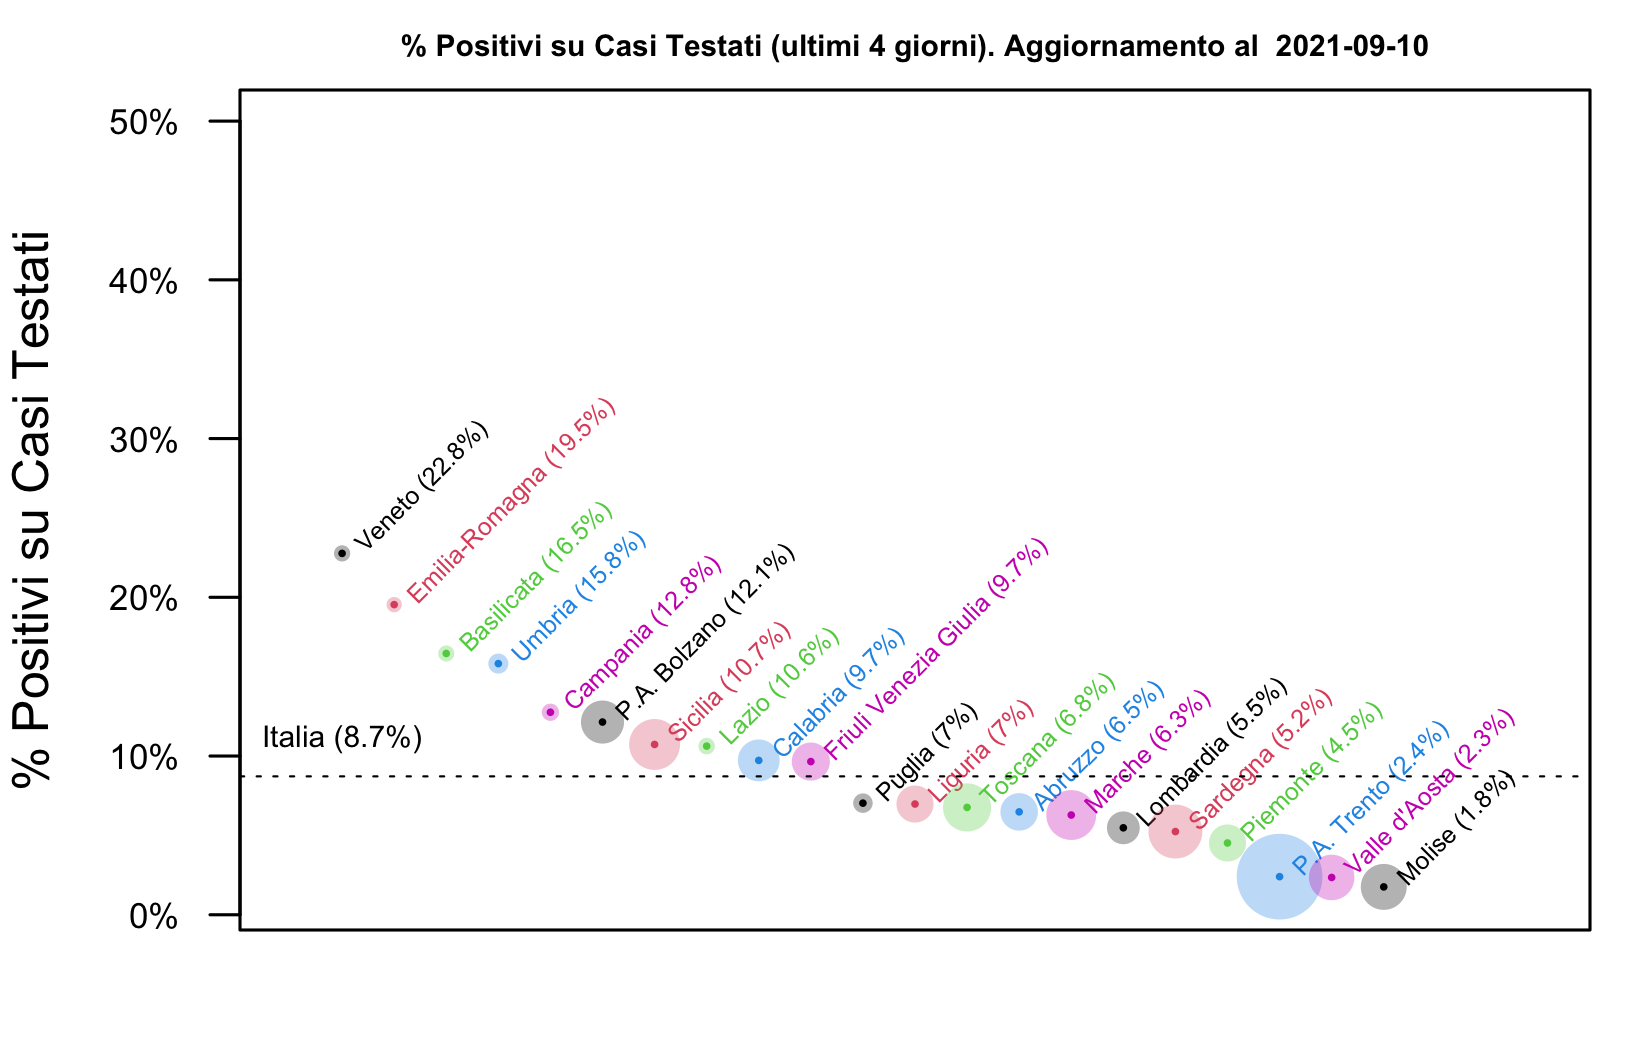 % Positivi su Casi Testati (ultimi 4 giorni). Aggiornamento al  2021-09-10
% Positivi su Casi Testati
50%
40%
30%
20%
10%
0%
Italia (8.7%)
Veneto (22.8%)
Emilia-Romagna (19.5%)
Basilicata (16.5%)
Umbria (15.8%)
Campania (12.8%)
P.A. Bolzano (12.1%)
Sicilia (10.7%)
Lazio (10.6%)
Calabria (9.7%)
Friuli Venezia Giulia (9.7%)
Puglia (7%)
Liguria (7%)
Toscana (6.8%)
Abruzzo (6.5%)
Marche (6.3%)
Lombardia (5.5%)
Sardegna (5.2%)
Piemonte (4.5%)
P.A. Trento (2.4%)
Valle d'Aosta (2.3%)
Molise (1.8%)